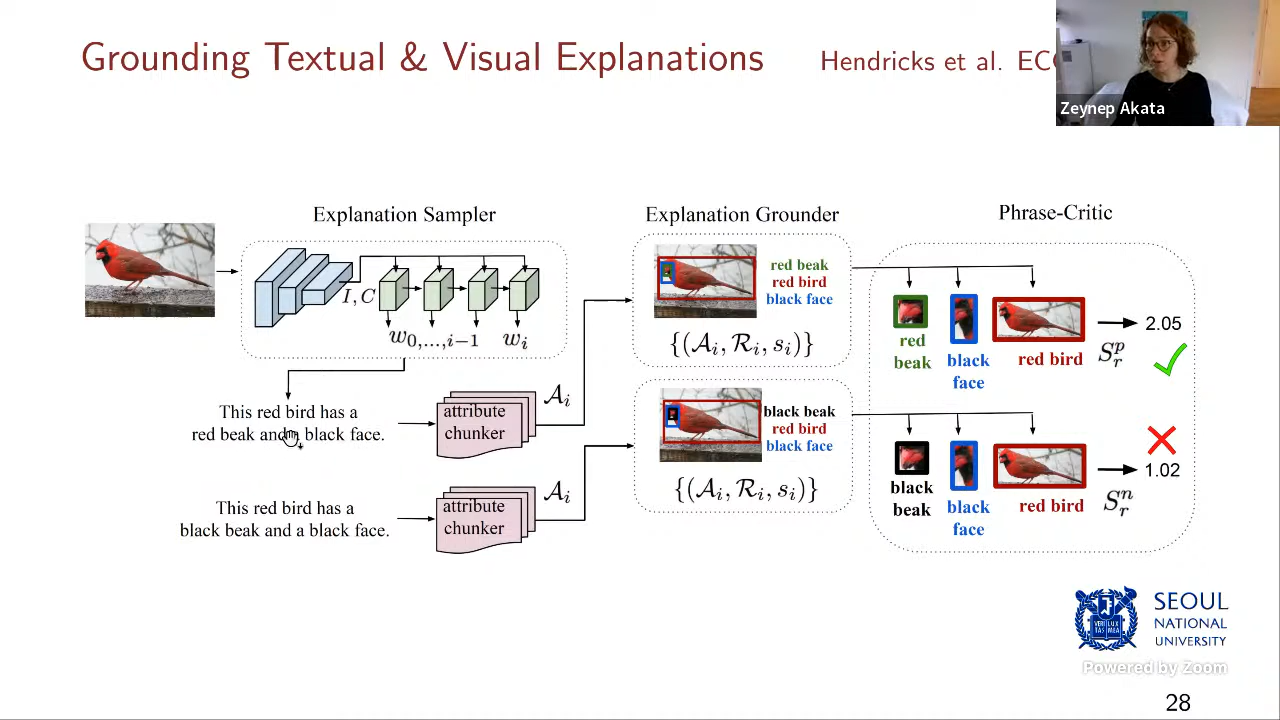 Grounding Textual & Visual Explanations
Hendricks et al.
Zeynep Akata
Explanation Sampler
Explanation Grounder
Phrase-Critic
I, C
w0,...,i−1
wi
red beak
red bird
black face
{(Ai, Ri, si)}
red
beak
black
face
red bird
2.05
S_r^p
This red bird has a
red beak and a black face.
attribute
chunker
Ai
black beak
red bird
black face
{(Ai, Ri, si)}
black
beak
black
face
red bird
1.02
S_r^n
This red bird has a
black beak and a black face.
attribute
chunker
Ai
SEOUL
NATIONAL
UNIVERSITY
VERI
LUX
TAS
MEA
Powered by Zoom
28